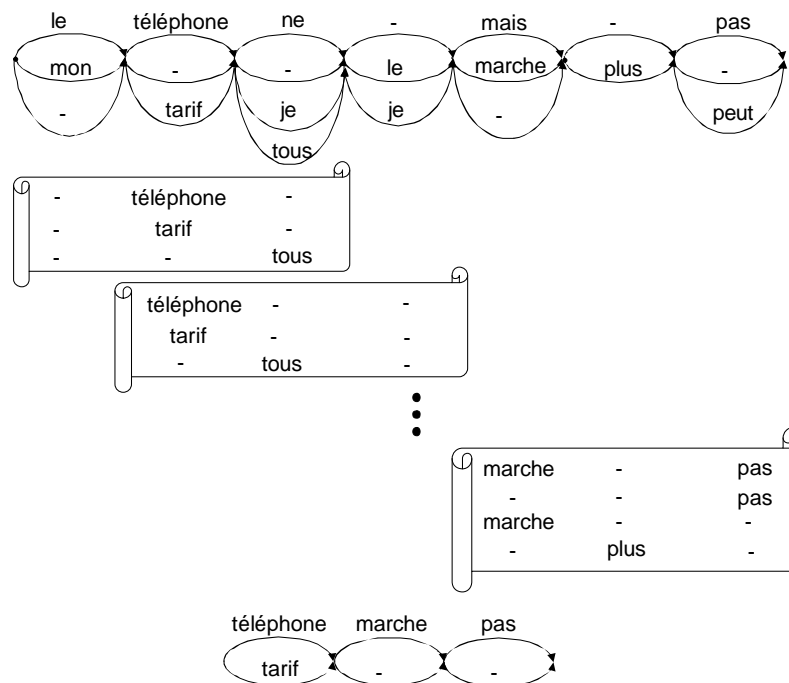 le téléphone ne - mais - pas
mon - - le marche plus -
- tarif je je - peut
tous
- téléphone -
- tarif -
- - tous
téléphone - -
tarif - -
- tous -
marche - pas
- - pas
marche - -
- plus -
téléphone marche pas
tarif - -